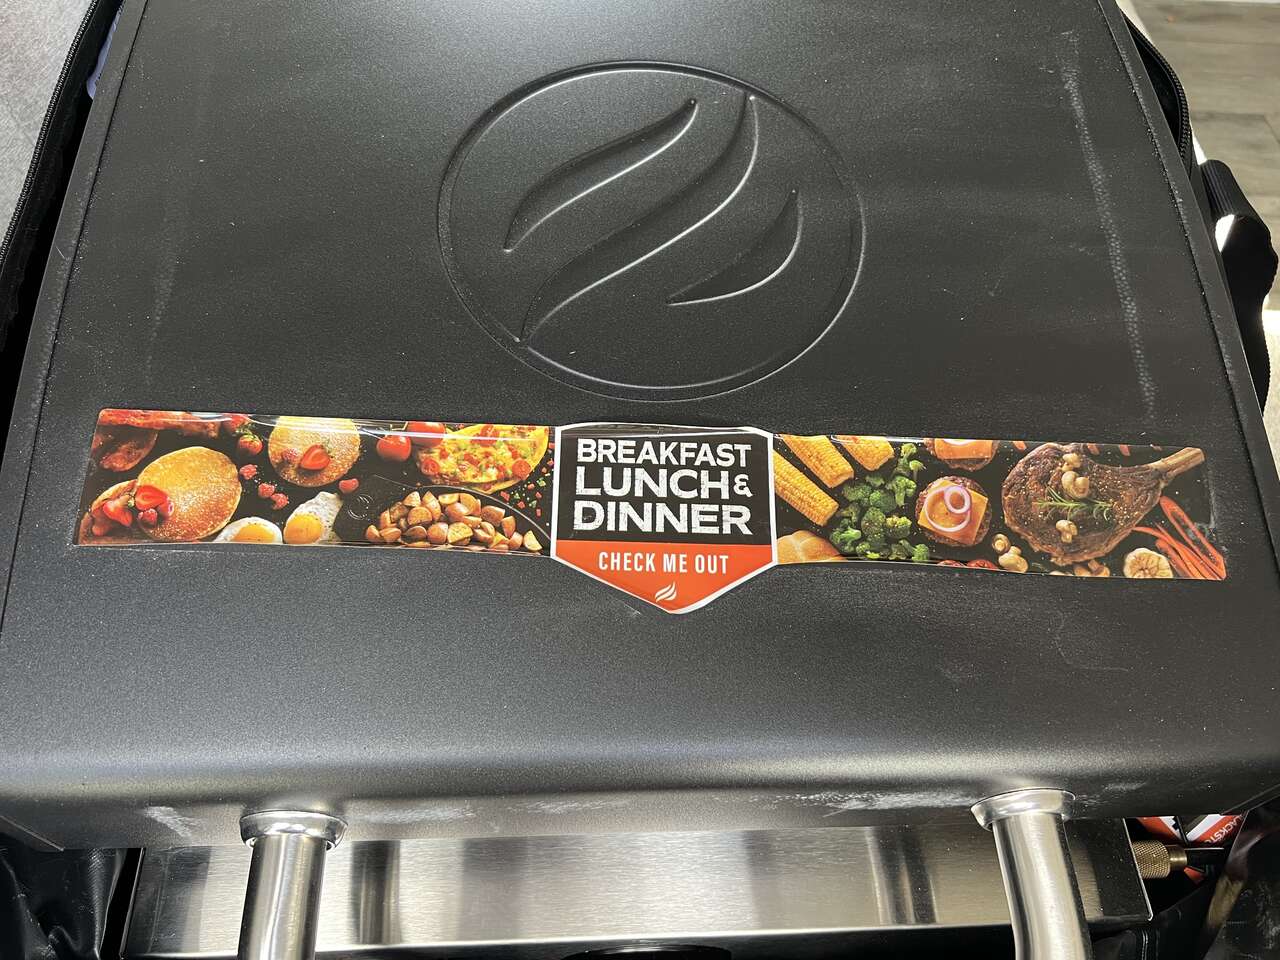 BREAKFAST
LUNCH &
DINNER
CHECK ME OUT